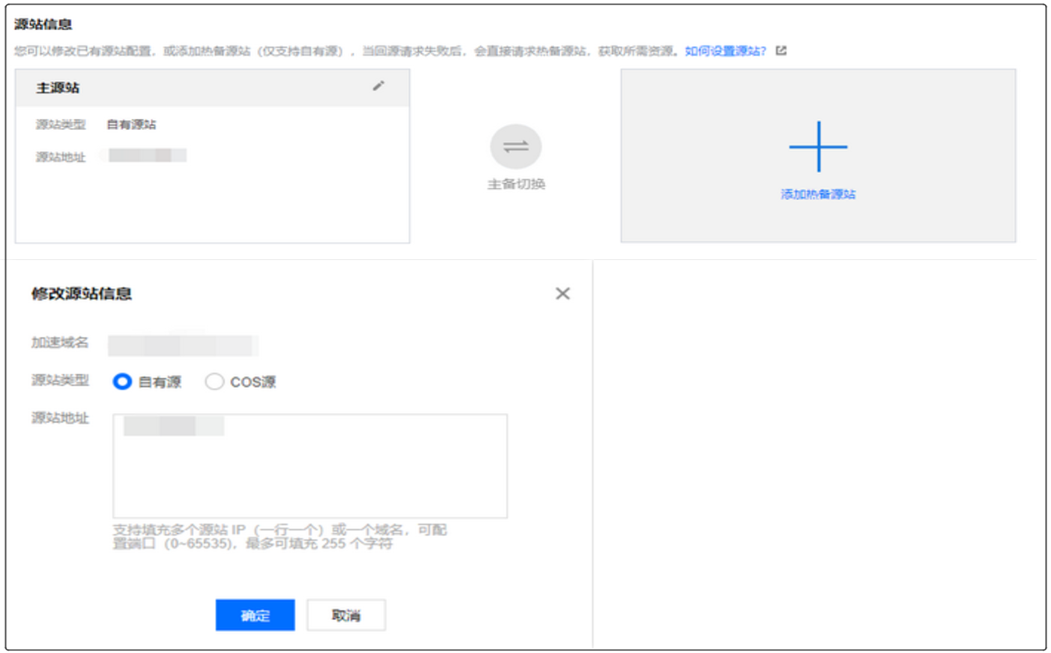 源站信息
您可以修改已有源站配置，或添加热备源站（仅支持自有源），当回源请求失败后，会直接请求热备源站，获取所需资源。如何设置源站？
主源站
源站类型 自有源站
源站地址
主备切换
添加热备源站
修改源站信息
加速域名
源站类型 自有源 COS源
源站地址
支持填充多个源站 IP（一行一个）或一个域名，可配
置端口（0~65535)，最多可填充 255 个字符
确定 取消